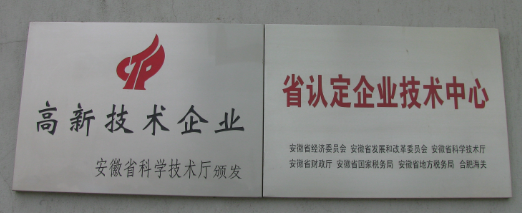 CTP
高新技术企业
安徽省科学技术厅颁发
省认定企业技术中心
安徽省经济委员会 安徽省发展和改革委员会 安徽省科学技术厅
安徽省财政厅 安徽省国家税务局 安徽省地方税务局 合肥海关